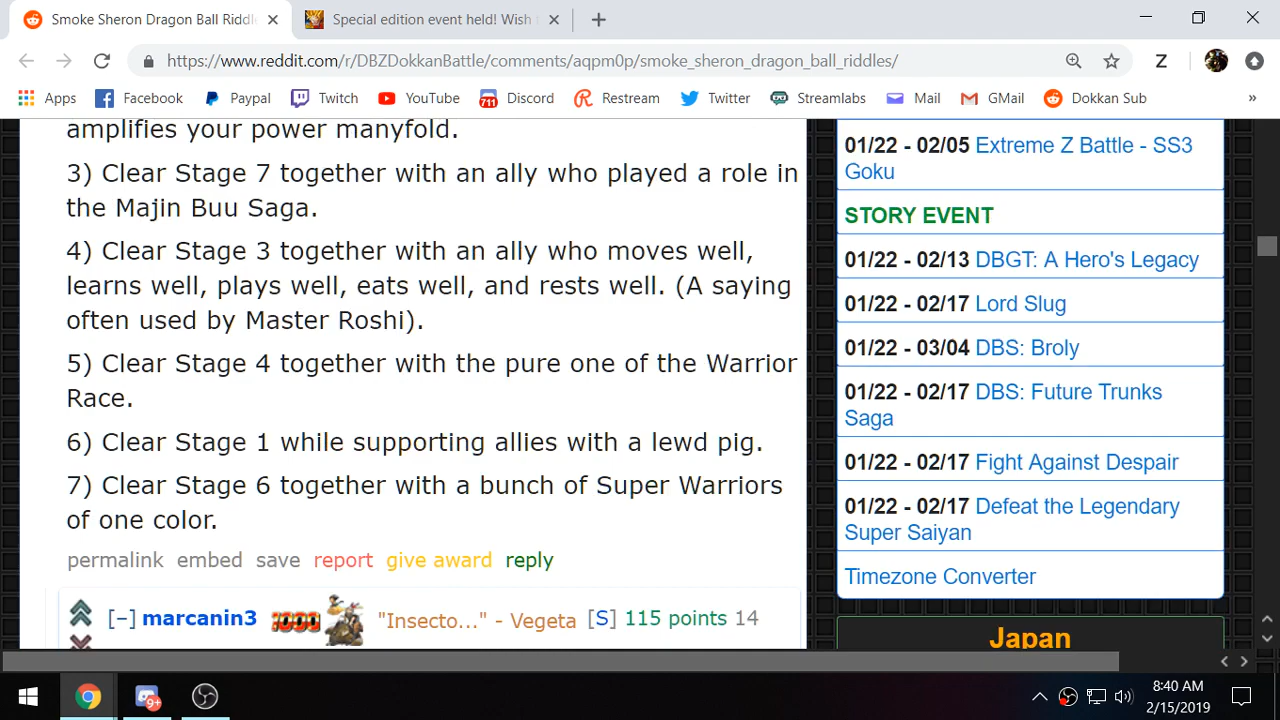 Smoke Sheron Dragon Ball Riddle
Special edition event held! Wish
https://www.reddit.com/r/DBZDokkanBattle/comments/aqpm0p/smoke_sheron_dragon_ball_riddles/
Z
Apps Facebook Paypal Twitch YouTube 711 Discord Restream Twitter Streamlabs Mail GMail Dokkan Sub »
amplifies your power manyfold.
3) Clear Stage 7 together with an ally who played a role in
the Majin Buu Saga.
4) Clear Stage 3 together with an ally who moves well,
learns well, plays well, eats well, and rests well. (A saying
often used by Master Roshi).
5) Clear Stage 4 together with the pure one of the Warrior
Race.
6) Clear Stage 1 while supporting allies with a lewd pig.
7) Clear Stage 6 together with a bunch of Super Warriors
of one color.
permalink embed save report give award reply
[–] marcanin3 1000 "Insecto..." - Vegeta [S] 115 points 14
01/22 - 02/05 Extreme Z Battle - SS3
Goku
STORY EVENT
01/22 - 02/13 DBGT: A Hero's Legacy
01/22 - 02/17 Lord Slug
01/22 - 03/04 DBS: Broly
01/22 - 02/17 DBS: Future Trunks
Saga
01/22 - 02/17 Fight Against Despair
01/22 - 02/17 Defeat the Legendary
Super Saiyan
Timezone Converter
Japan
9+
8:40 AM
2/15/2019